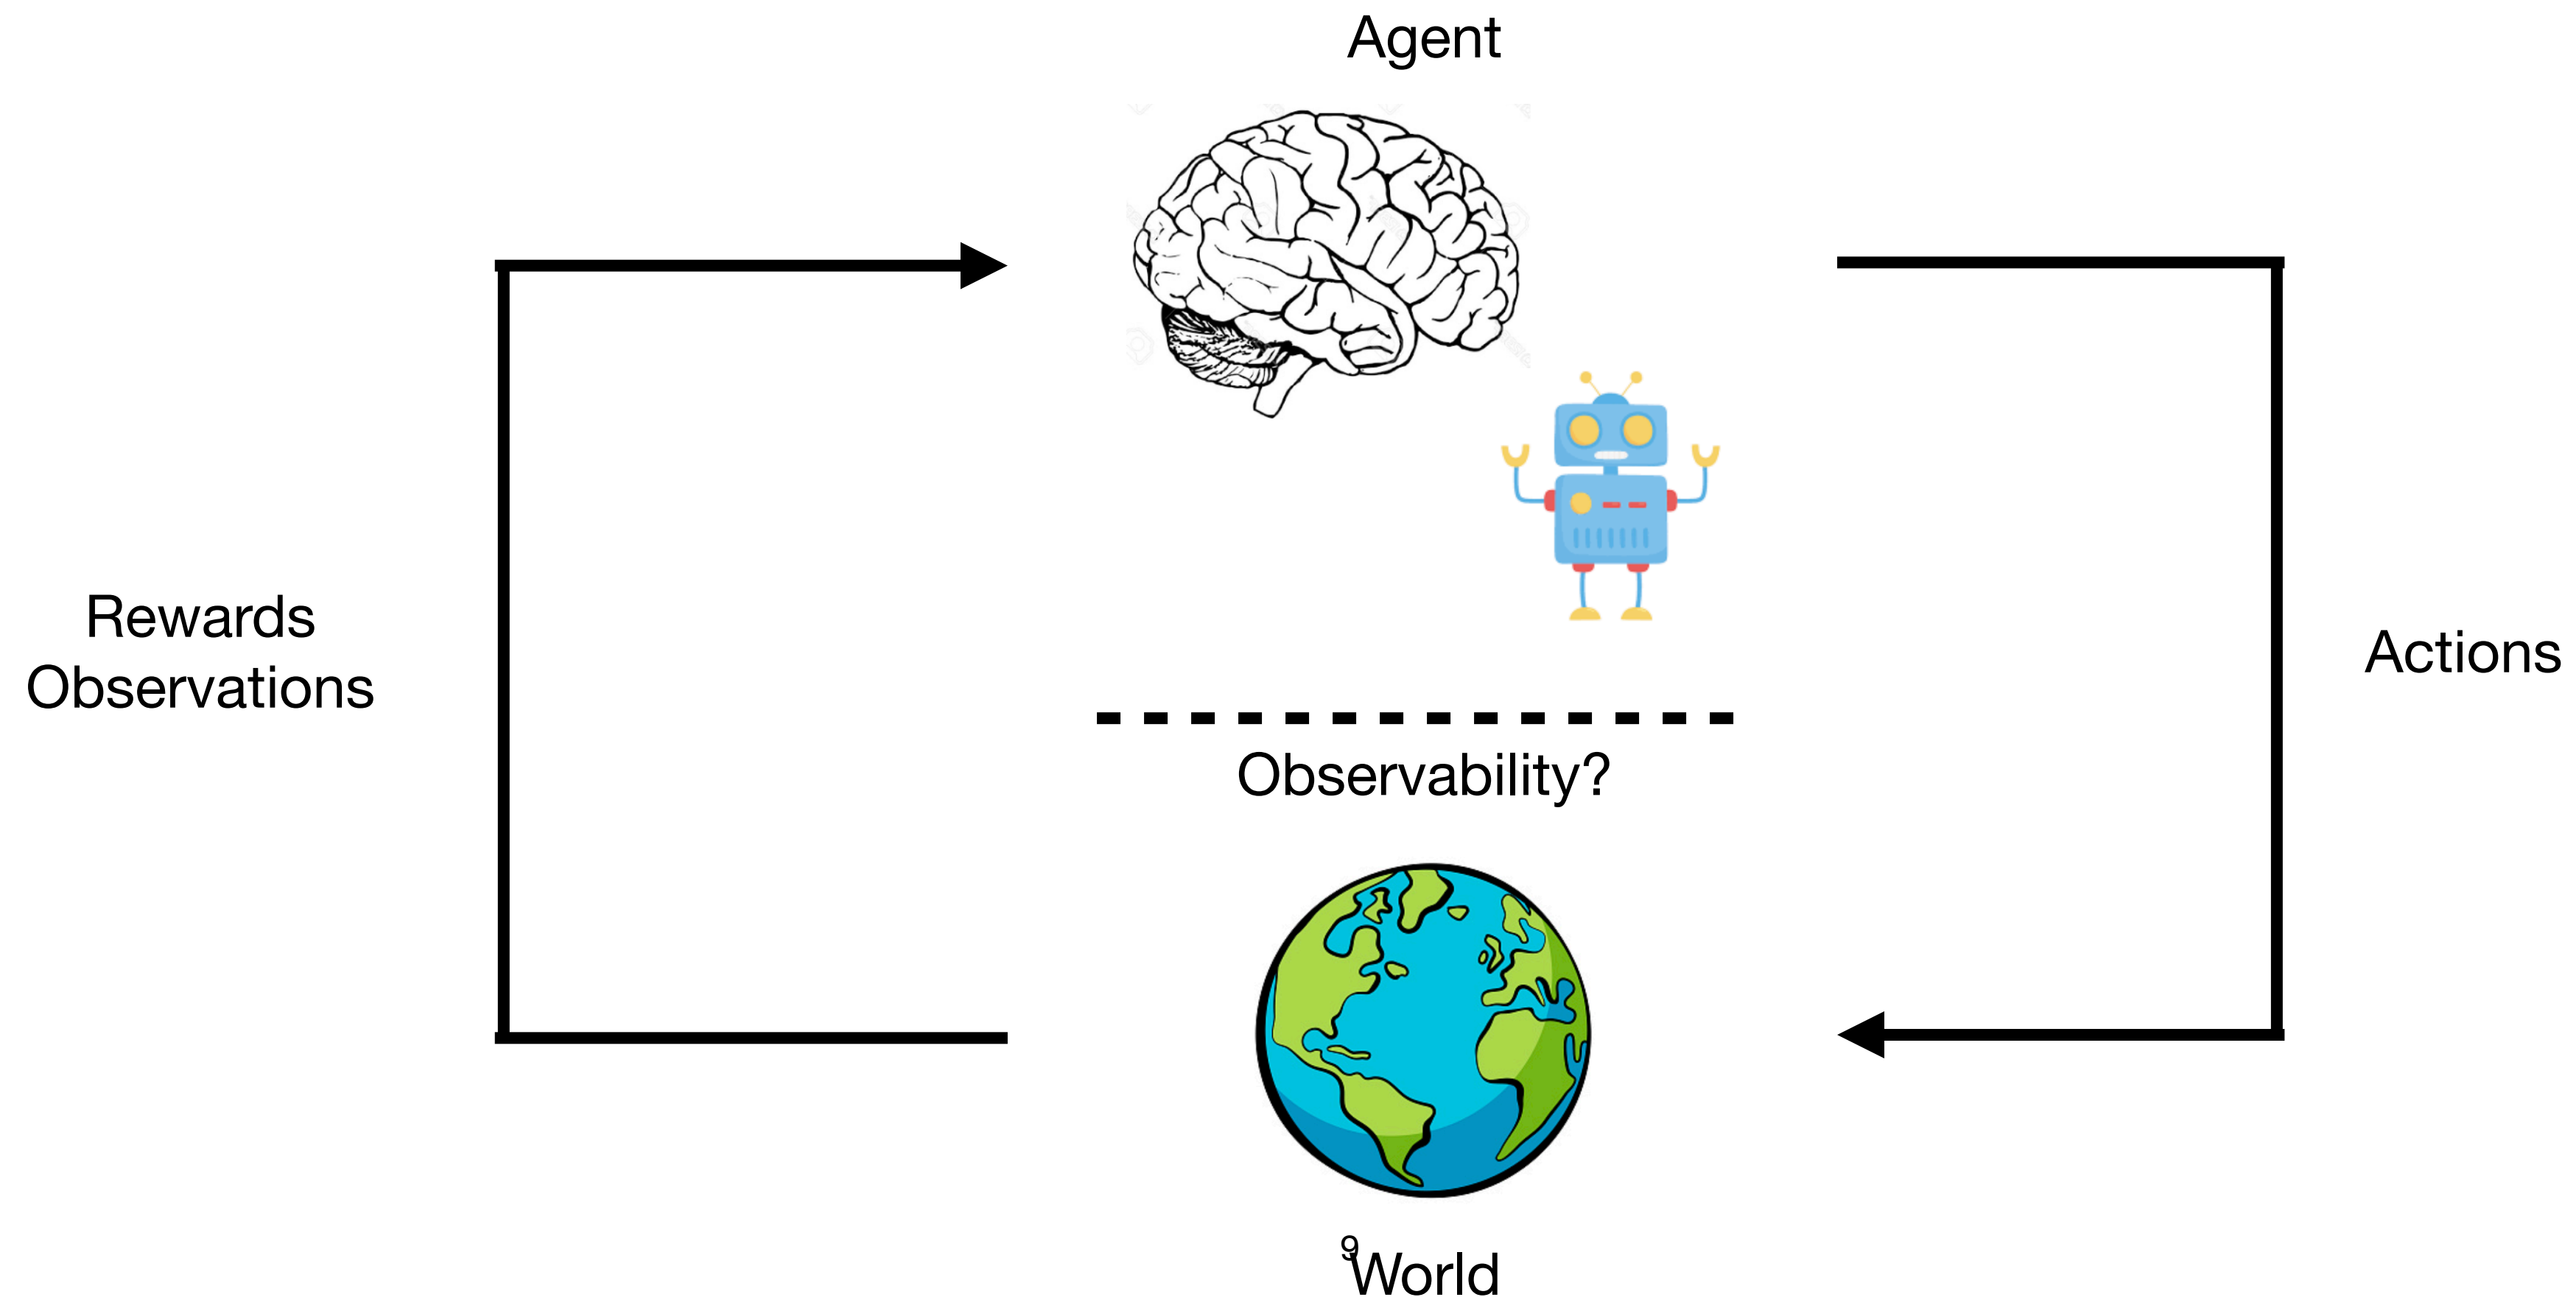 Agent
Rewards
Observations
Actions
Observability?
9
World